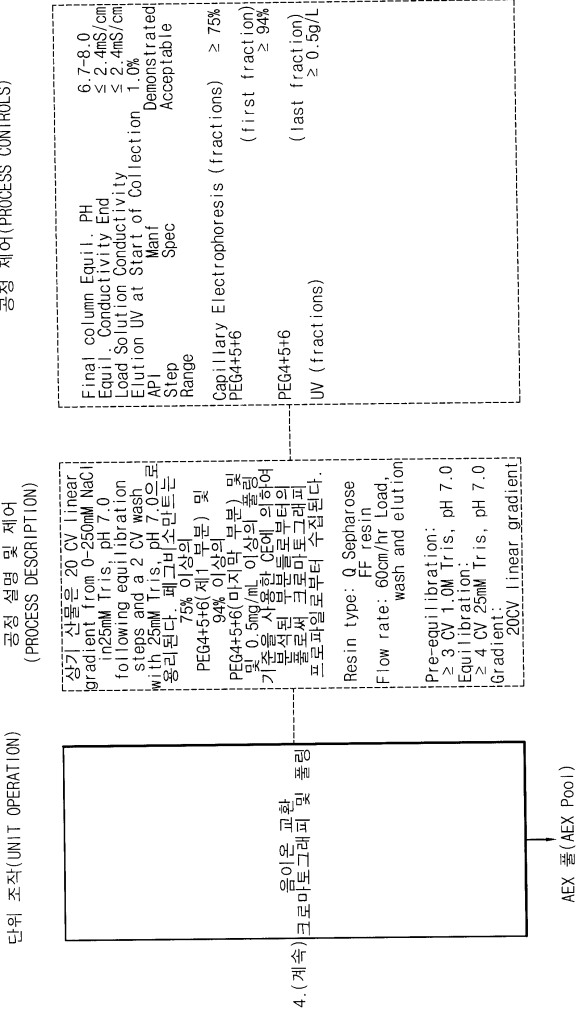 단위 조작(UNIT OPERATION)
4.(계속)
음이온 교환
크로마토그래피 및 풀링
AEX 풀(AEX Pool)
공정 설명 및 제어
(PROCESS DESCRIPTION)
상기 산물은 20 CV linear
gradient from 0-250mM NaCl
in25mM Tris, pH 7.0
following equilibration
steps and a 2 CV wash
with 25mM Tris, pH 7.0으로
용리된다. 페그비소만트는
75% 이상의
PEG4+5+6(제1 부분) 및
94% 이상의
PEG4+5+6(마지막 부분) 및
및 0.5mg/mL 이상의 풀링
기준을 사용한 CE에 의하여
분석된 부분들로부터의
풀로써 크로마토그래피
프로파일로부터 수집된다.
Resin type: Q Sepharose
FF resin
Flow rate: 60cm/hr Load,
wash and elution
Pre-equilibration:
≥ 3 CV 1.0M Tris, pH 7.0
Equilibration:
≥ 4 CV 25mM Tris, pH 7.0
Gradient:
20CV linear gradient
공정 제어(PROCESS CONTROLS)
Final column Equil. PH 6.7-8.0
Equil. Conductivity End ≤ 2.4mS/cm
Load Solution Conductivity ≤ 2.4mS/cm
Elution UV at Start of Collection 1.0%
API Manf Demonstrated
Step Spec Acceptable
Range
Capillary Electrophoresis (fractions) ≥ 75%
PEG4+5+6 (first fraction)
≥ 94%
PEG4+5+6 (last fraction)
UV (fractions) ≥ 0.5g/L